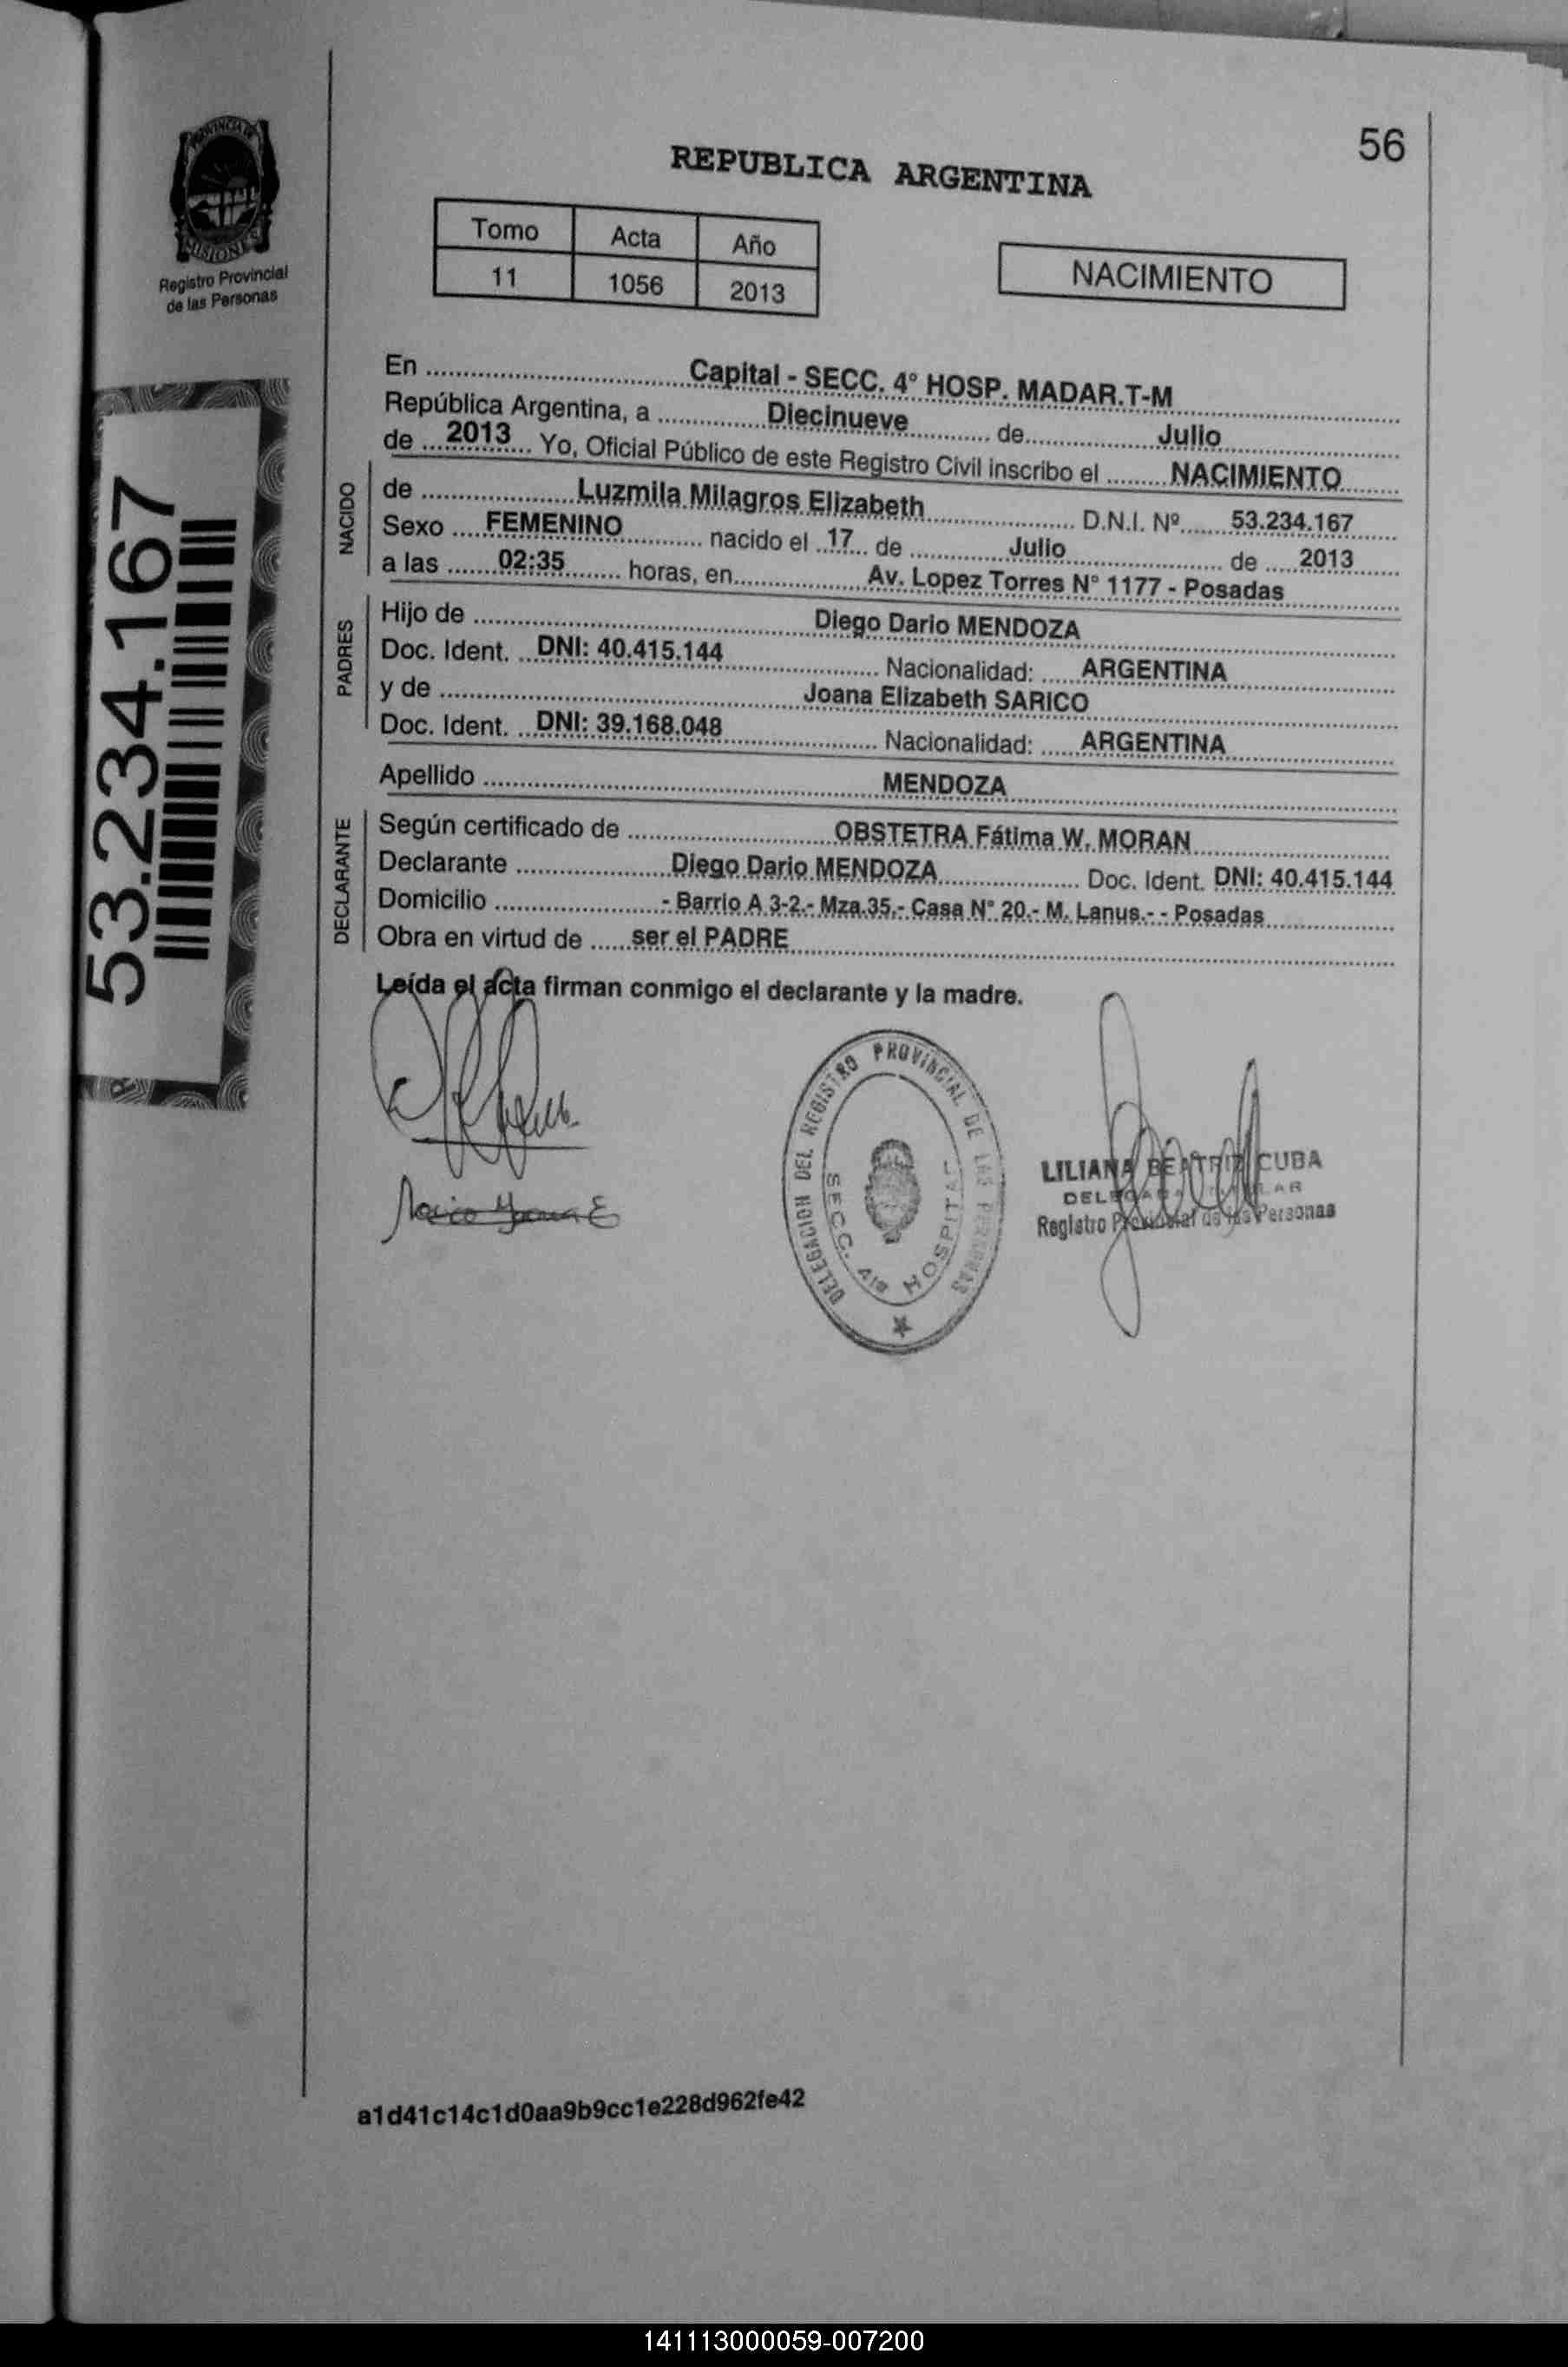 56
REPUBLICA ARGENTINA
PROVINCIA DE
MISIONES
Registro Provincial
de las Personas
Tomo Acta Año
11 1056 2013
NACIMIENTO
53.234.167
En Capital - SECC. 4° HOSP. MADAR.T-M
República Argentina, a Diecinueve de Julio
de 2013 Yo, Oficial Público de este Registro Civil inscribo el NACIMIENTO
NACIDO
de Luzmila Milagros Elizabeth D.N.I. Nº 53.234.167
Sexo FEMENINO nacido el 17 de Julio de 2013
a las 02:35 horas, en Av. Lopez Torres N° 1177 - Posadas
PADRES
Hijo de Diego Dario MENDOZA
Doc. Ident. DNI: 40.415.144 Nacionalidad: ARGENTINA
y de Joana Elizabeth SARICO
Doc. Ident. DNI: 39.168.048 Nacionalidad: ARGENTINA
Apellido MENDOZA
DECLARANTE
Según certificado de OBSTETRA Fátima W. MORAN
Declarante Diego Dario MENDOZA Doc. Ident. DNI: 40.415.144
Domicilio - Barrio A 3-2.- Mza.35.- Casa N° 20.- M. Lanus.- - Posadas
Obra en virtud de ser el PADRE
Leída el acta firman conmigo el declarante y la madre.
DELEGACION DEL REGISTRO PROVINCIAL DE LAS PERSONAS
SECC. 4ta HOSPITAL
LILIANA BEATRIZ CUBA
Registro Provincial de las Personas
a1d41c14c1d0aa9b9cc1e228d962fe42
141113000059-007200